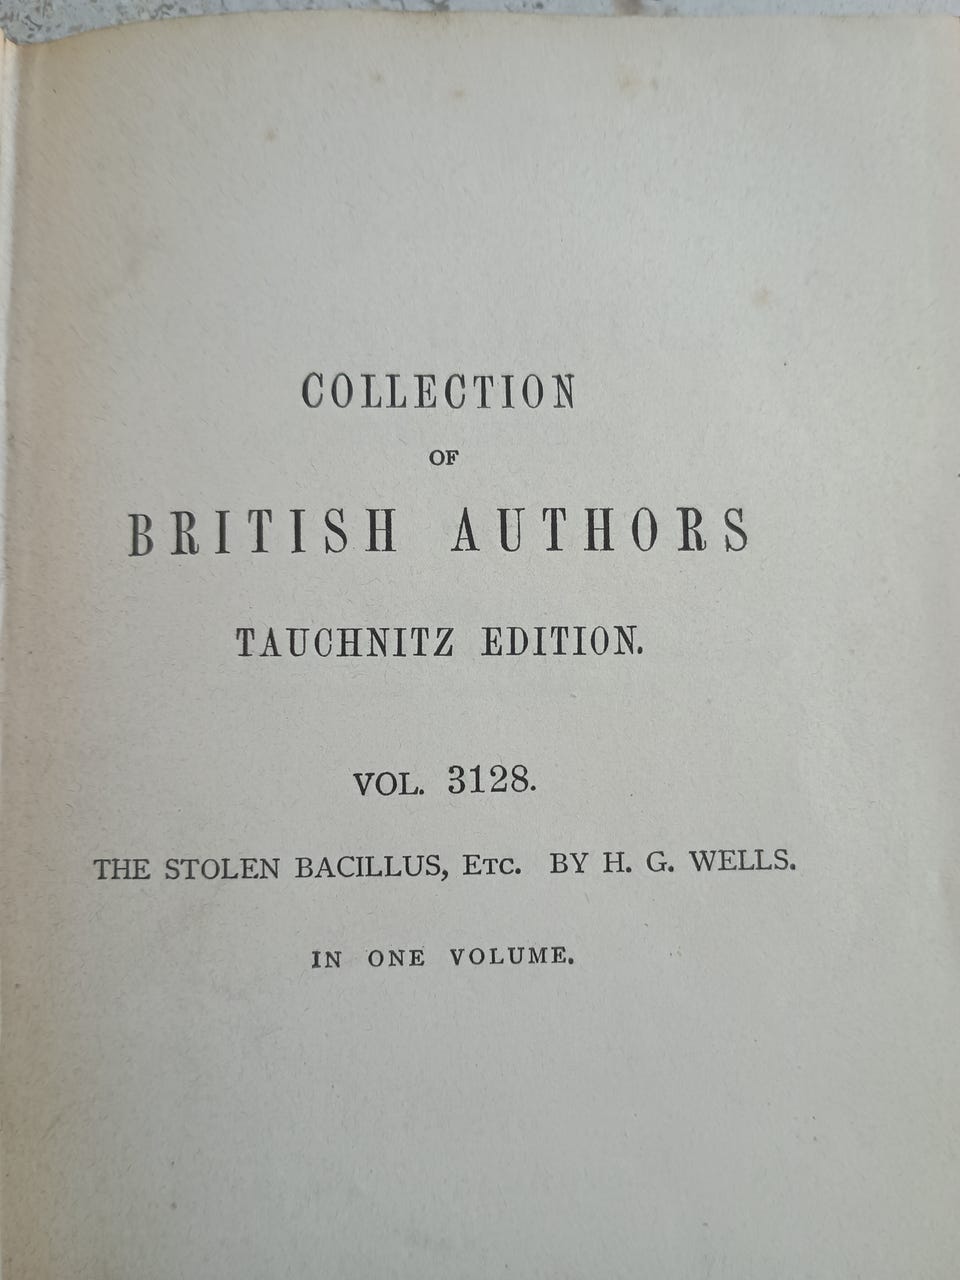 COLLECTION
OF
BRITISH AUTHORS
TAUCHNITZ EDITION.
VOL. 3128.
THE STOLEN BACILLUS, ETC. BY H. G. WELLS.
IN ONE VOLUME.